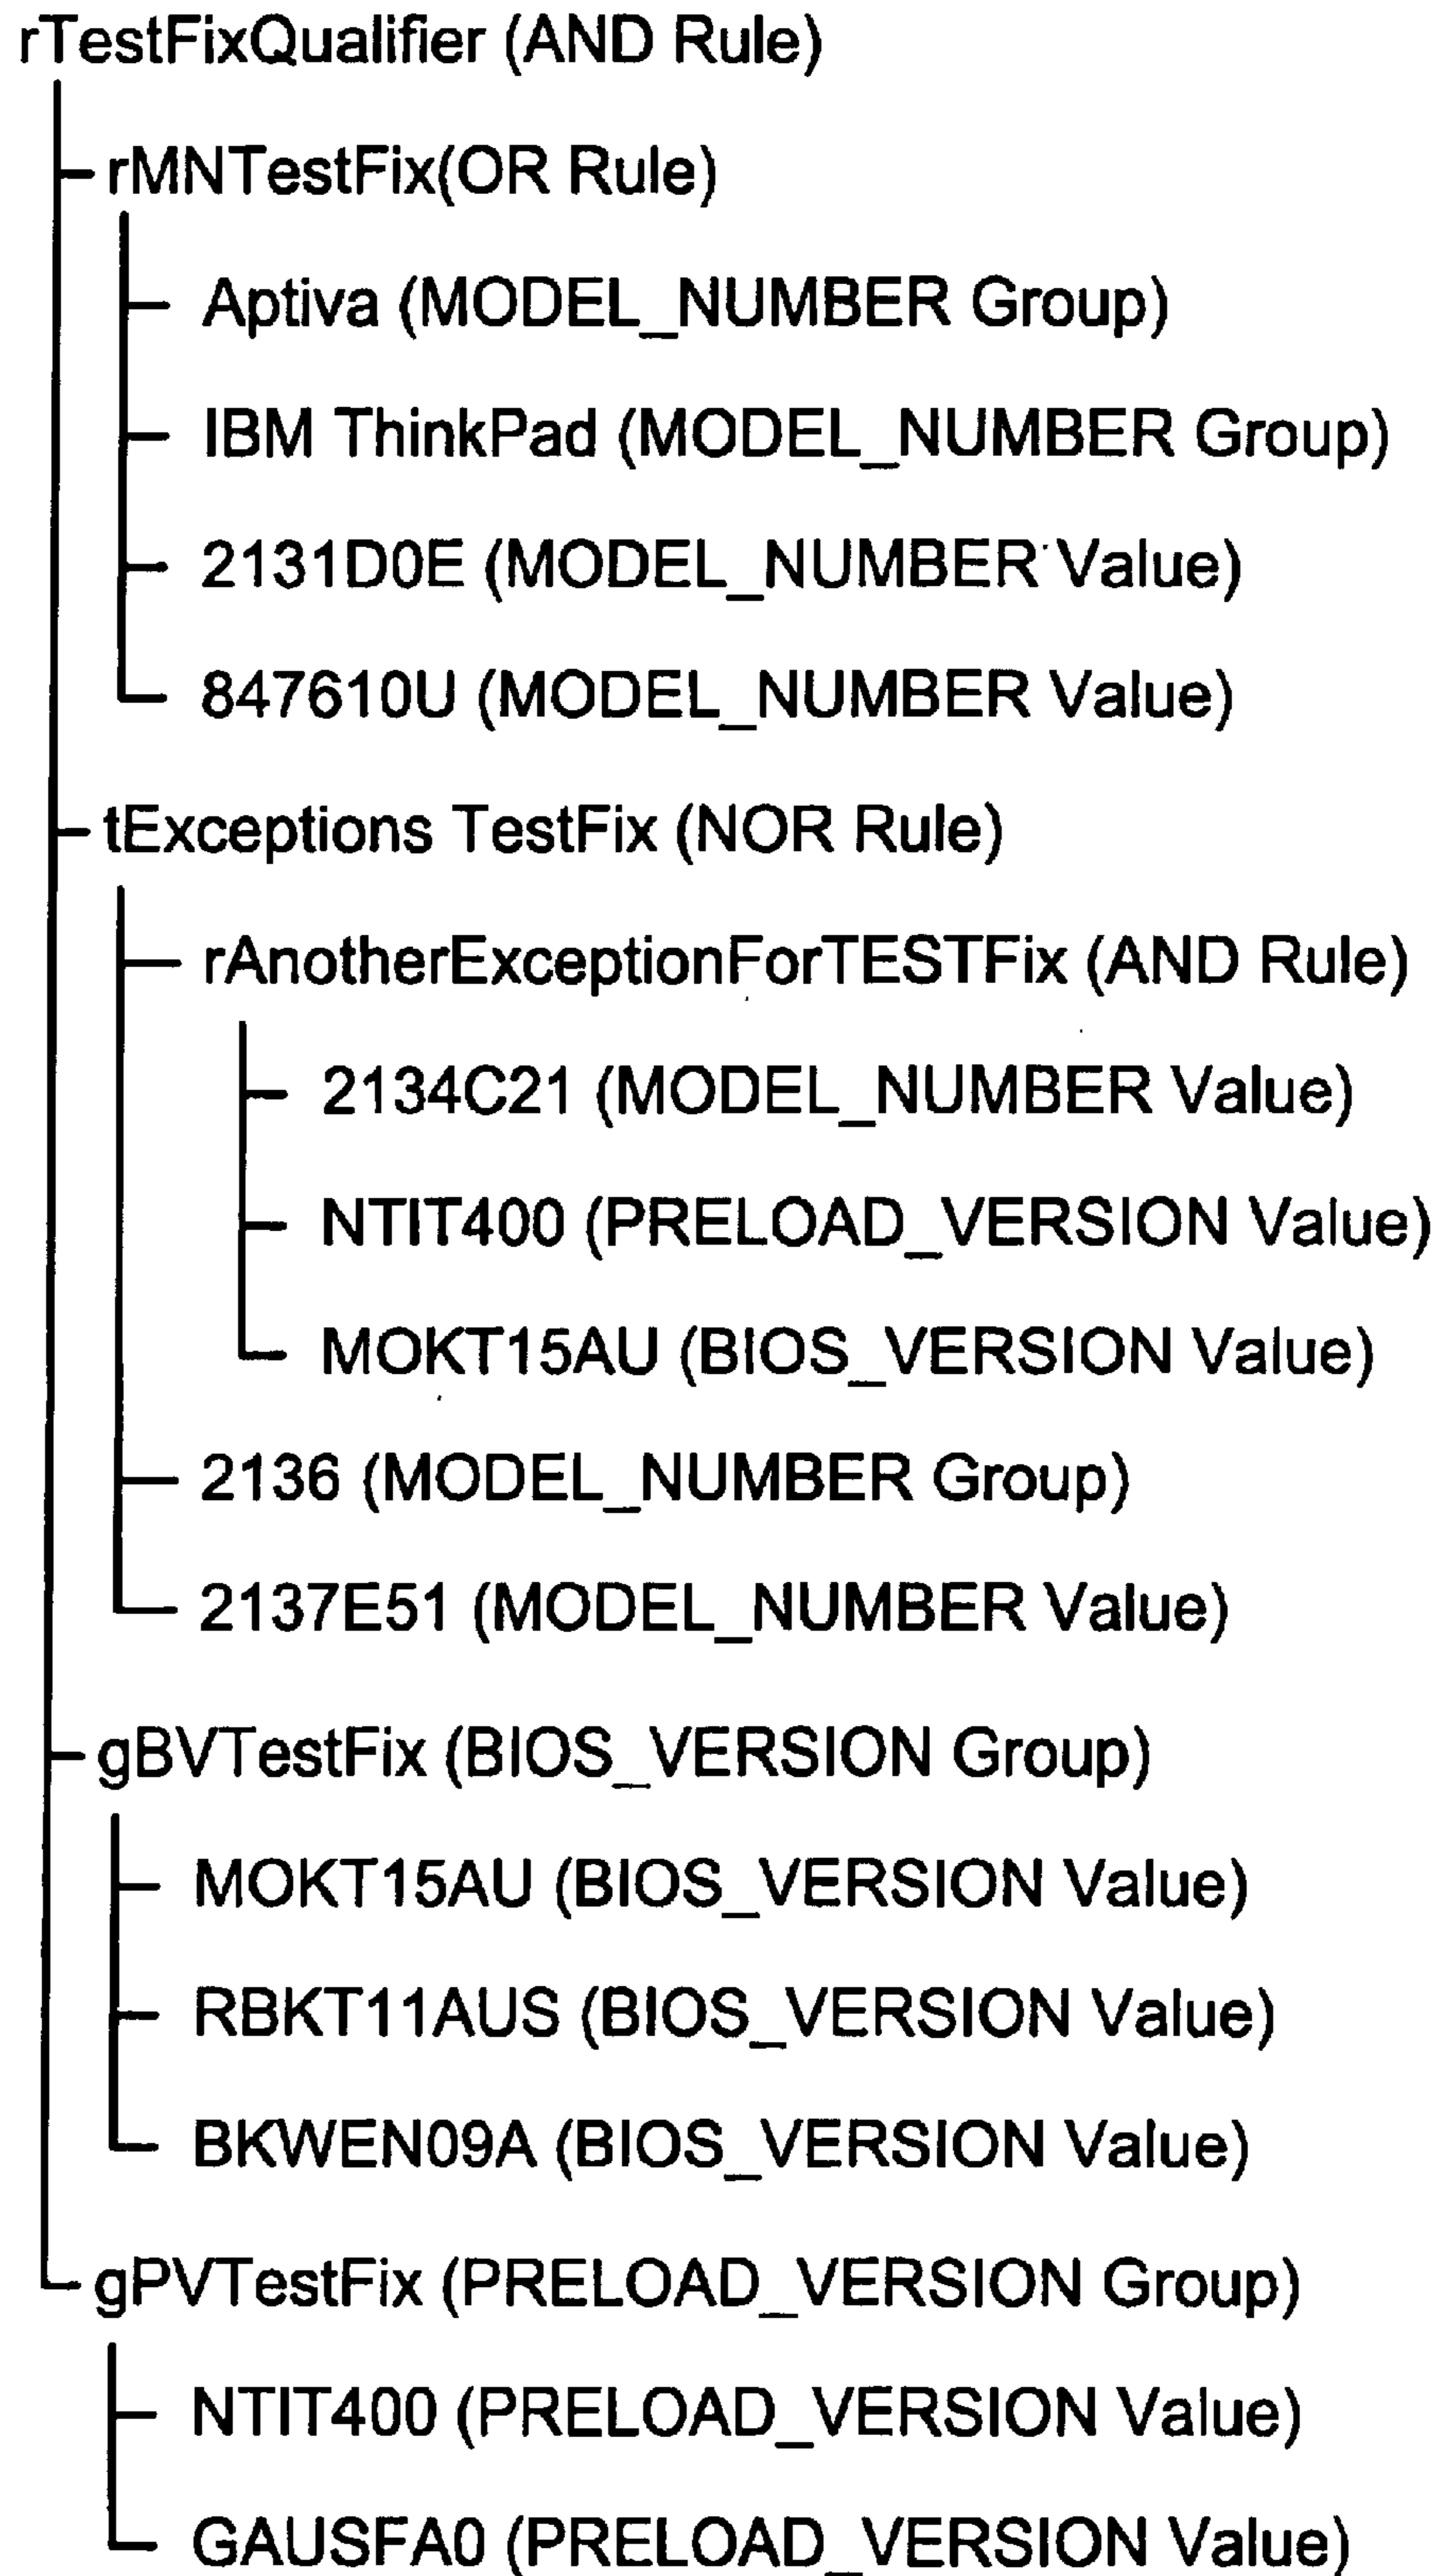 rTestFixQualifier (AND Rule)
rMNTestFix(OR Rule)
Aptiva (MODEL_NUMBER Group)
IBM ThinkPad (MODEL_NUMBER Group)
2131D0E (MODEL_NUMBER Value)
847610U (MODEL_NUMBER Value)
tExceptions TestFix (NOR Rule)
rAnotherExceptionForTESTFix (AND Rule)
2134C21 (MODEL_NUMBER Value)
NTIT400 (PRELOAD_VERSION Value)
MOKT15AU (BIOS_VERSION Value)
2136 (MODEL_NUMBER Group)
2137E51 (MODEL_NUMBER Value)
gBVTestFix (BIOS_VERSION Group)
MOKT15AU (BIOS_VERSION Value)
RBKT11AUS (BIOS_VERSION Value)
BKWEN09A (BIOS_VERSION Value)
gPVTestFix (PRELOAD_VERSION Group)
NTIT400 (PRELOAD_VERSION Value)
GAUSFA0 (PRELOAD_VERSION Value)